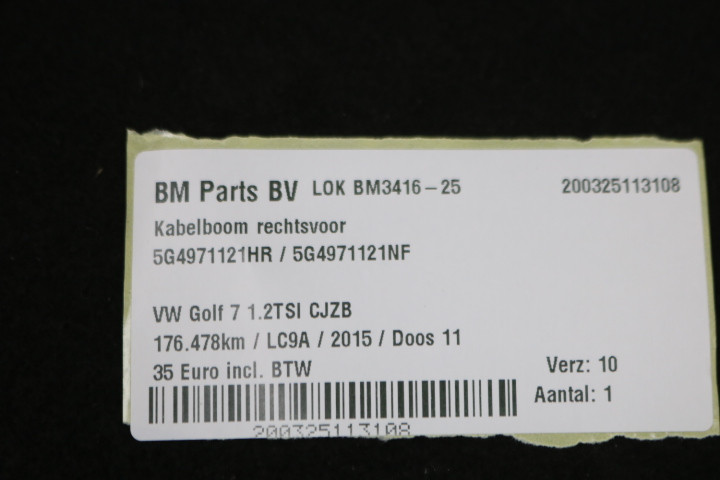 BM Parts BV LOK BM3416-25 200325113108
Kabelboom rechtsvoor
5G4971121HR / 5G4971121NF
VW Golf 7 1.2TSI CJZB
176.478km / LC9A / 2015 / Doos 11
35 Euro incl. BTW Verz: 10
Aantal: 1
200325113108